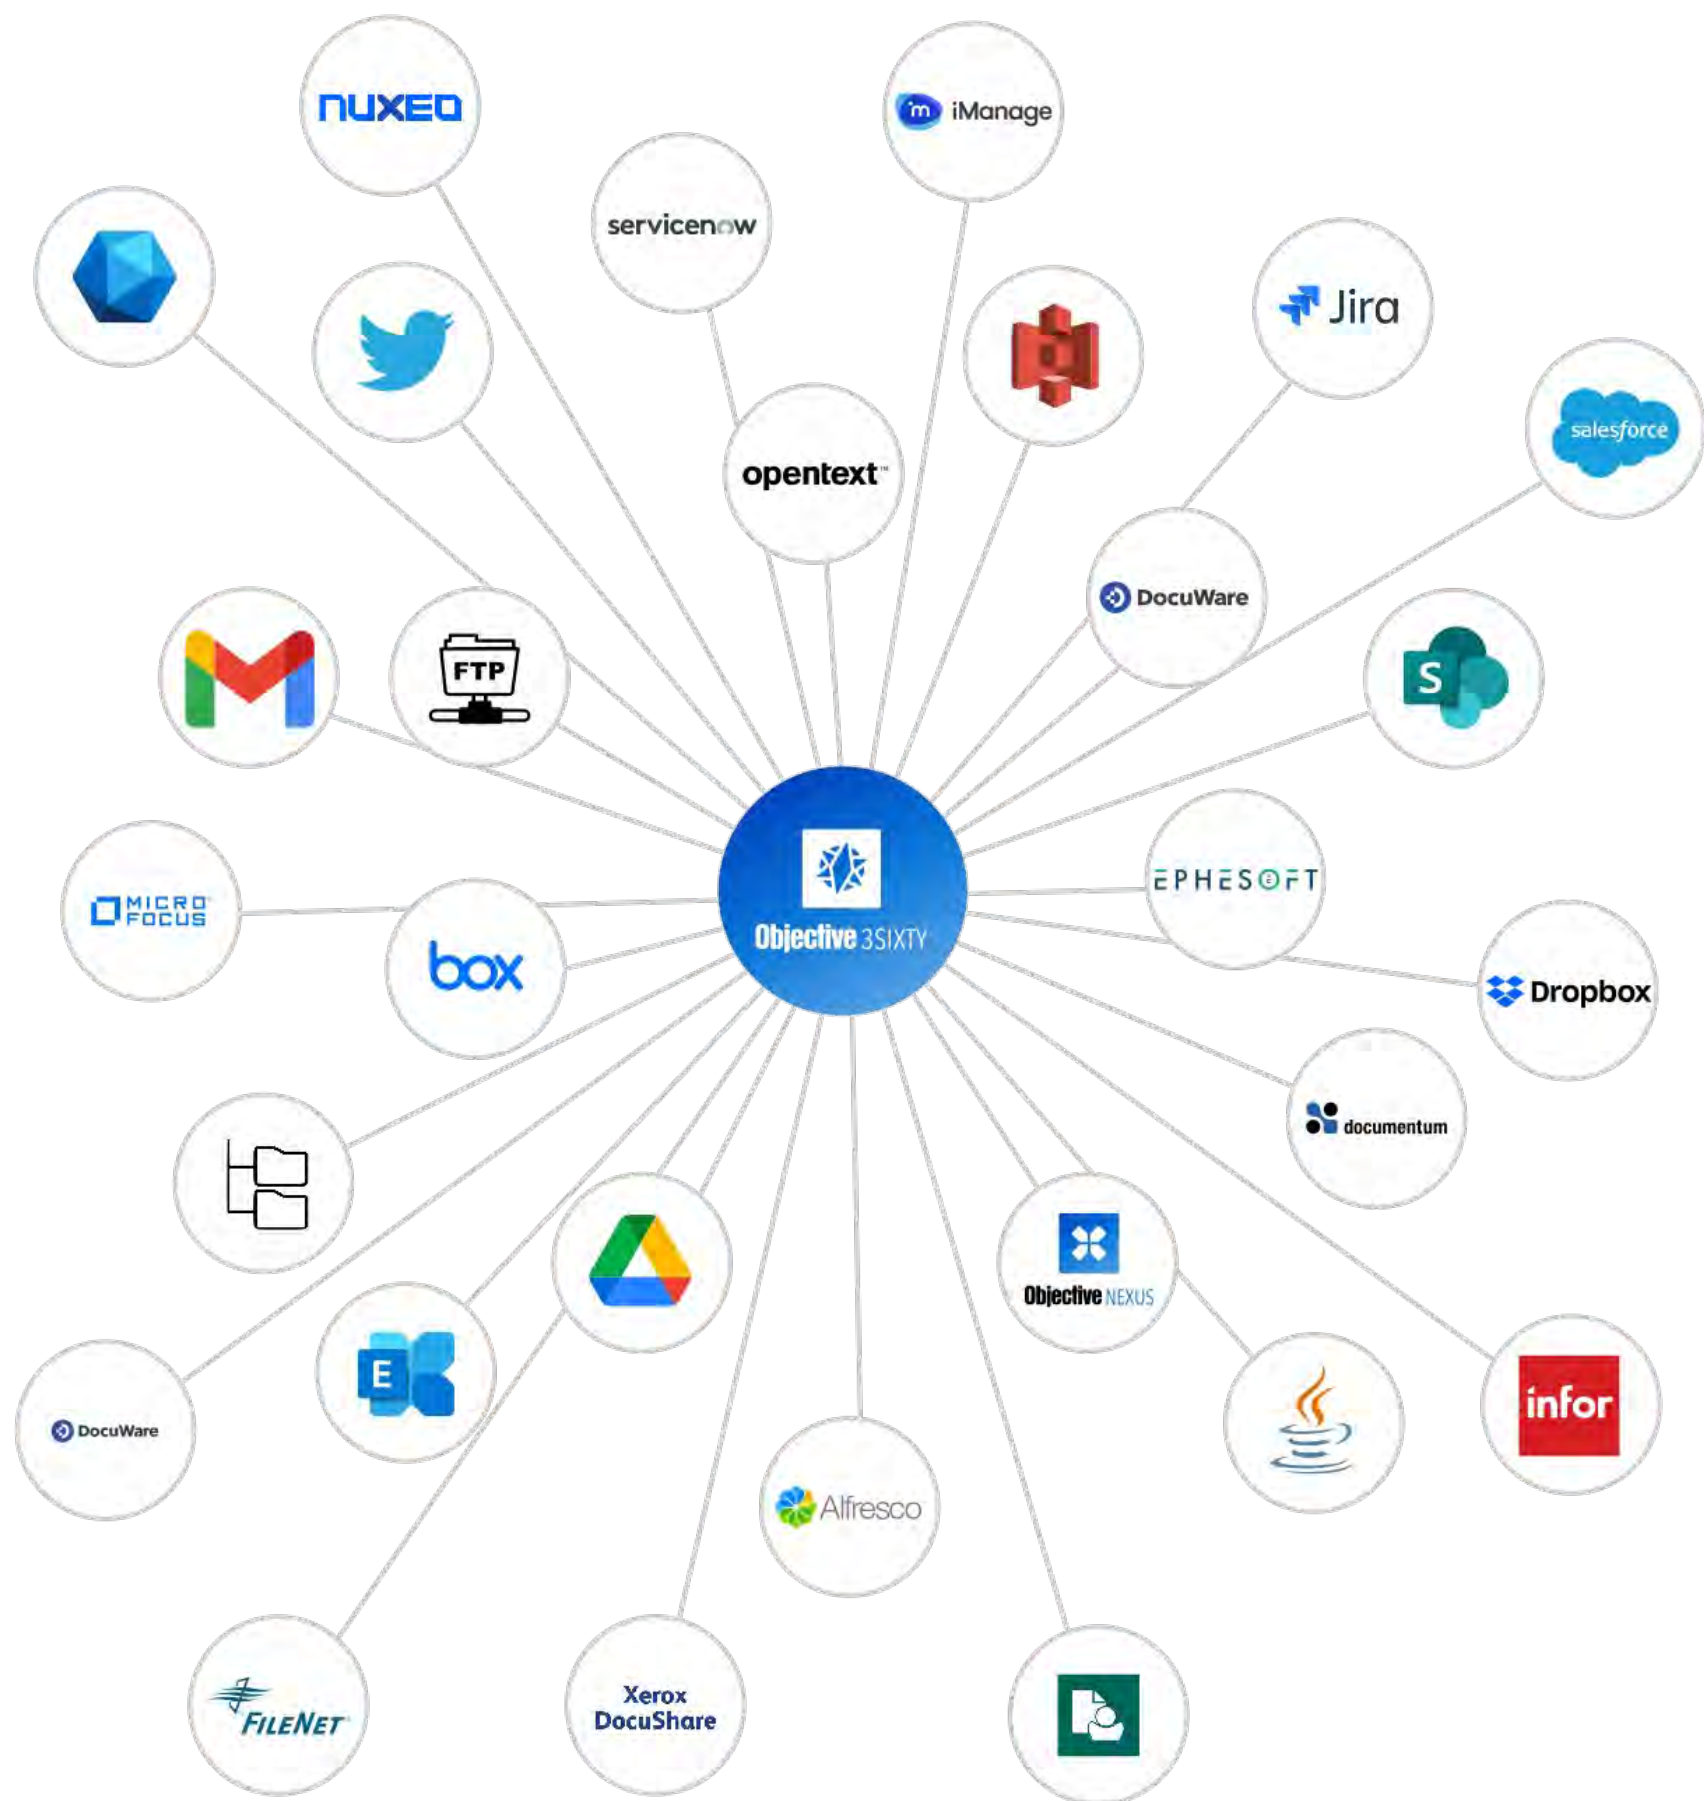 nuxeo
iManage
servicenow
Jira
salesforce
opentext™
DocuWare
FTP
S
EPHESOFT
MICRO
FOCUS
Objective 3SIXTY
box
Dropbox
documentum
Objective NEXUS
E
infor
DocuWare
Alfresco
Xerox
DocuShare
FILENET